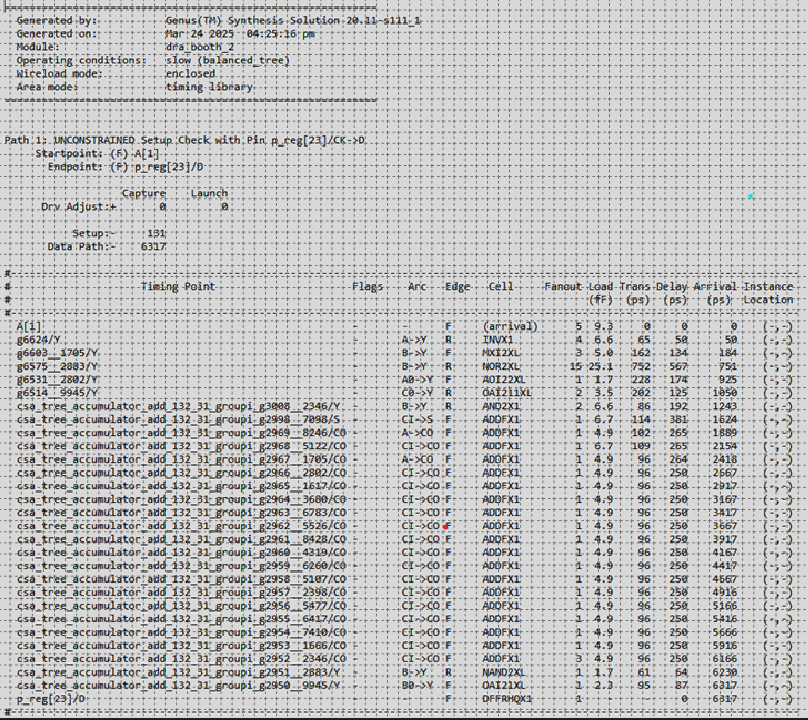 ============================================================
Generated by: Genus(TM) Synthesis Solution 20.11-s111_1
Generated on: Mar 24 2025 04:25:16 pm
Module: dra_booth_2
Operating conditions: slow (balanced_tree)
Wireload mode: enclosed
Area mode: timing library
============================================================
Path 1: UNCONSTRAINED Setup Check with Pin p_reg[23]/CK->D
Startpoint: (F) A[1]
Endpoint: (F) p_reg[23]/D
Capture Launch
Drv Adjust:+ 0 0
Setup:- 131
Data Path:- 6317
#-------------------------------------------------------------------------------
# Timing Point Flags Arc Edge Cell Fanout Load Trans Delay Arrival Instance
# (fF) (ps) (ps) (ps) Location
#-------------------------------------------------------------------------------
A[1] - - F (arrival) 5 9.3 0 0 0 (-,-)
g6624/Y - A->Y R INVX1 4 6.6 65 50 50 (-,-)
g6603__1705/Y - B->Y F MXI2XL 3 5.0 162 134 184 (-,-)
g6575__2883/Y - B->Y R NOR2XL 15 25.1 752 567 751 (-,-)
g6531__2802/Y - A0->Y F AOI22XL 1 1.7 228 174 925 (-,-)
g6514__9945/Y - C0->Y R OAI211XL 2 3.5 202 125 1050 (-,-)
csa_tree_accumulator_add_132_31_groupi_g3008__2346/Y - B->Y R AND2X1 2 6.6 86 192 1243 (-,-)
csa_tree_accumulator_add_132_31_groupi_g2998__7098/S - CI->S F ADDFX1 1 6.7 114 381 1624 (-,-)
csa_tree_accumulator_add_132_31_groupi_g2969__8246/CO - A->CO F ADDFX1 1 4.9 102 265 1889 (-,-)
csa_tree_accumulator_add_132_31_groupi_g2968__5122/CO - CI->CO F ADDFX1 1 6.7 109 265 2154 (-,-)
csa_tree_accumulator_add_132_31_groupi_g2967__1705/CO - A->CO F ADDFX1 1 4.9 96 264 2418 (-,-)
csa_tree_accumulator_add_132_31_groupi_g2966__2802/CO - CI->CO F ADDFX1 1 4.9 96 250 2667 (-,-)
csa_tree_accumulator_add_132_31_groupi_g2965__1617/CO - CI->CO F ADDFX1 1 4.9 96 250 2917 (-,-)
csa_tree_accumulator_add_132_31_groupi_g2964__3680/CO - CI->CO F ADDFX1 1 4.9 96 250 3167 (-,-)
csa_tree_accumulator_add_132_31_groupi_g2963__6783/CO - CI->CO F ADDFX1 1 4.9 96 250 3417 (-,-)
csa_tree_accumulator_add_132_31_groupi_g2962__5526/CO - CI->CO F ADDFX1 1 4.9 96 250 3667 (-,-)
csa_tree_accumulator_add_132_31_groupi_g2961__8428/CO - CI->CO F ADDFX1 1 4.9 96 250 3917 (-,-)
csa_tree_accumulator_add_132_31_groupi_g2960__4319/CO - CI->CO F ADDFX1 1 4.9 96 250 4167 (-,-)
csa_tree_accumulator_add_132_31_groupi_g2959__6260/CO - CI->CO F ADDFX1 1 4.9 96 250 4417 (-,-)
csa_tree_accumulator_add_132_31_groupi_g2958__5107/CO - CI->CO F ADDFX1 1 4.9 96 250 4667 (-,-)
csa_tree_accumulator_add_132_31_groupi_g2957__2398/CO - CI->CO F ADDFX1 1 4.9 96 250 4916 (-,-)
csa_tree_accumulator_add_132_31_groupi_g2956__5477/CO - CI->CO F ADDFX1 1 4.9 96 250 5166 (-,-)
csa_tree_accumulator_add_132_31_groupi_g2955__6417/CO - CI->CO F ADDFX1 1 4.9 96 250 5416 (-,-)
csa_tree_accumulator_add_132_31_groupi_g2954__7410/CO - CI->CO F ADDFX1 1 4.9 96 250 5666 (-,-)
csa_tree_accumulator_add_132_31_groupi_g2953__1666/CO - CI->CO F ADDFX1 1 4.9 96 250 5916 (-,-)
csa_tree_accumulator_add_132_31_groupi_g2952__2346/CO - CI->CO F ADDFX1 3 4.9 96 250 6166 (-,-)
csa_tree_accumulator_add_132_31_groupi_g2951__2883/Y - B->Y R NAND2XL 1 1.7 61 64 6230 (-,-)
csa_tree_accumulator_add_132_31_groupi_g2950__9945/Y - B0->Y F OAI21XL 1 2.3 95 87 6317 (-,-)
p_reg[23]/D - - F DFFRHQX1 1 - - 0 6317 (-,-)
#-------------------------------------------------------------------------------